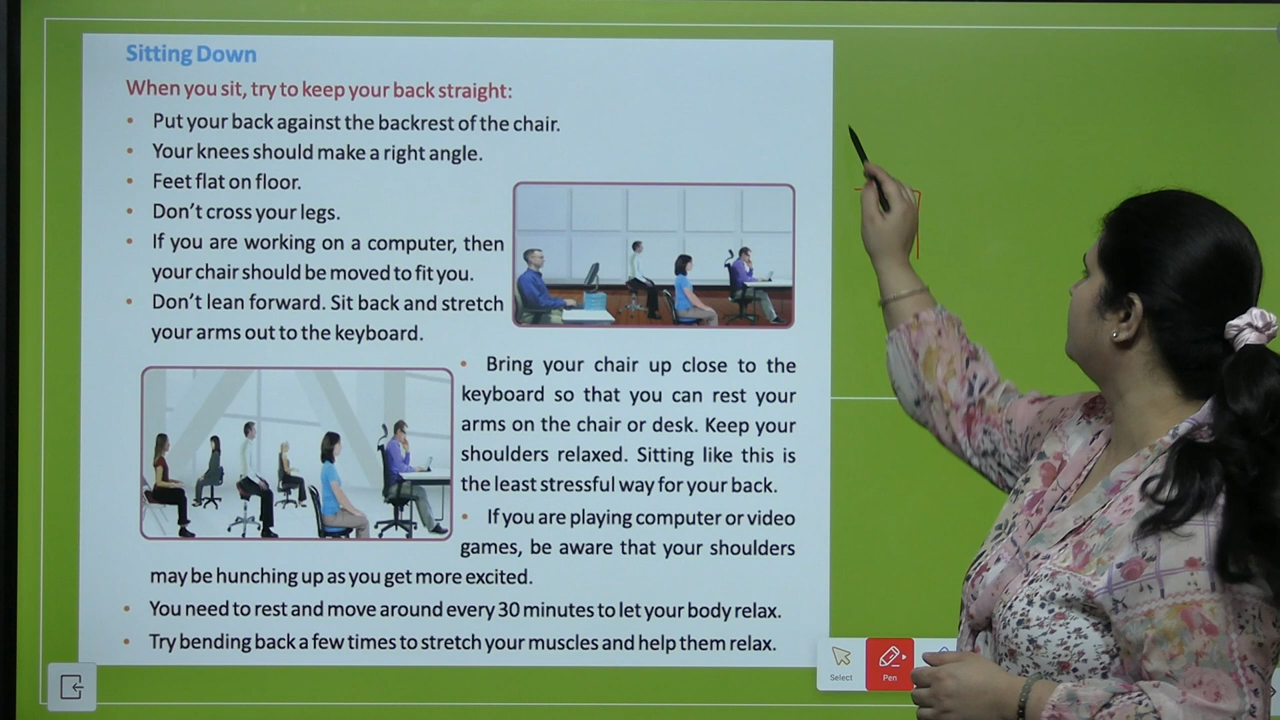 Sitting Down
When you sit, try to keep your back straight:
• Put your back against the backrest of the chair.
• Your knees should make a right angle.
• Feet flat on floor.
• Don't cross your legs.
• If you are working on a computer, then
your chair should be moved to fit you.
• Don't lean forward. Sit back and stretch
your arms out to the keyboard.
• Bring your chair up close to the
keyboard so that you can rest your
arms on the chair or desk. Keep your
shoulders relaxed. Sitting like this is
the least stressful way for your back.
• If you are playing computer or video
games, be aware that your shoulders
may be hunching up as you get more excited.
• You need to rest and move around every 30 minutes to let your body relax.
• Try bending back a few times to stretch your muscles and help them relax.
Select
Pen